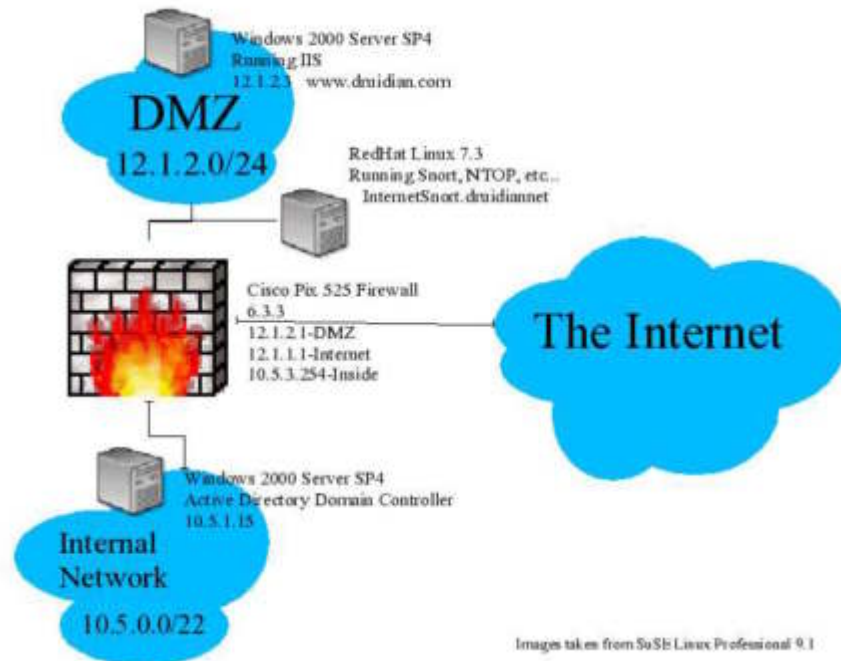 Windows 2000 Server SP4
Running IIS
12.1.2.3 www.druidian.com
DMZ
12.1.2.0/24
RedHat Linux 7.3
Running Snort, NTOP, etc...
InternetSnort.druidiannet
Cisco Pix 525 Firewall
6.3.3
12.1.2.1-DMZ
12.1.1.1-Internet
10.5.3.254-Inside
The Internet
Windows 2000 Server SP4
Active Directory Domain Controller
10.5.1.15
Internal
Network
10.5.0.0/22
Images taken from SuSE Linux Professional 9.1